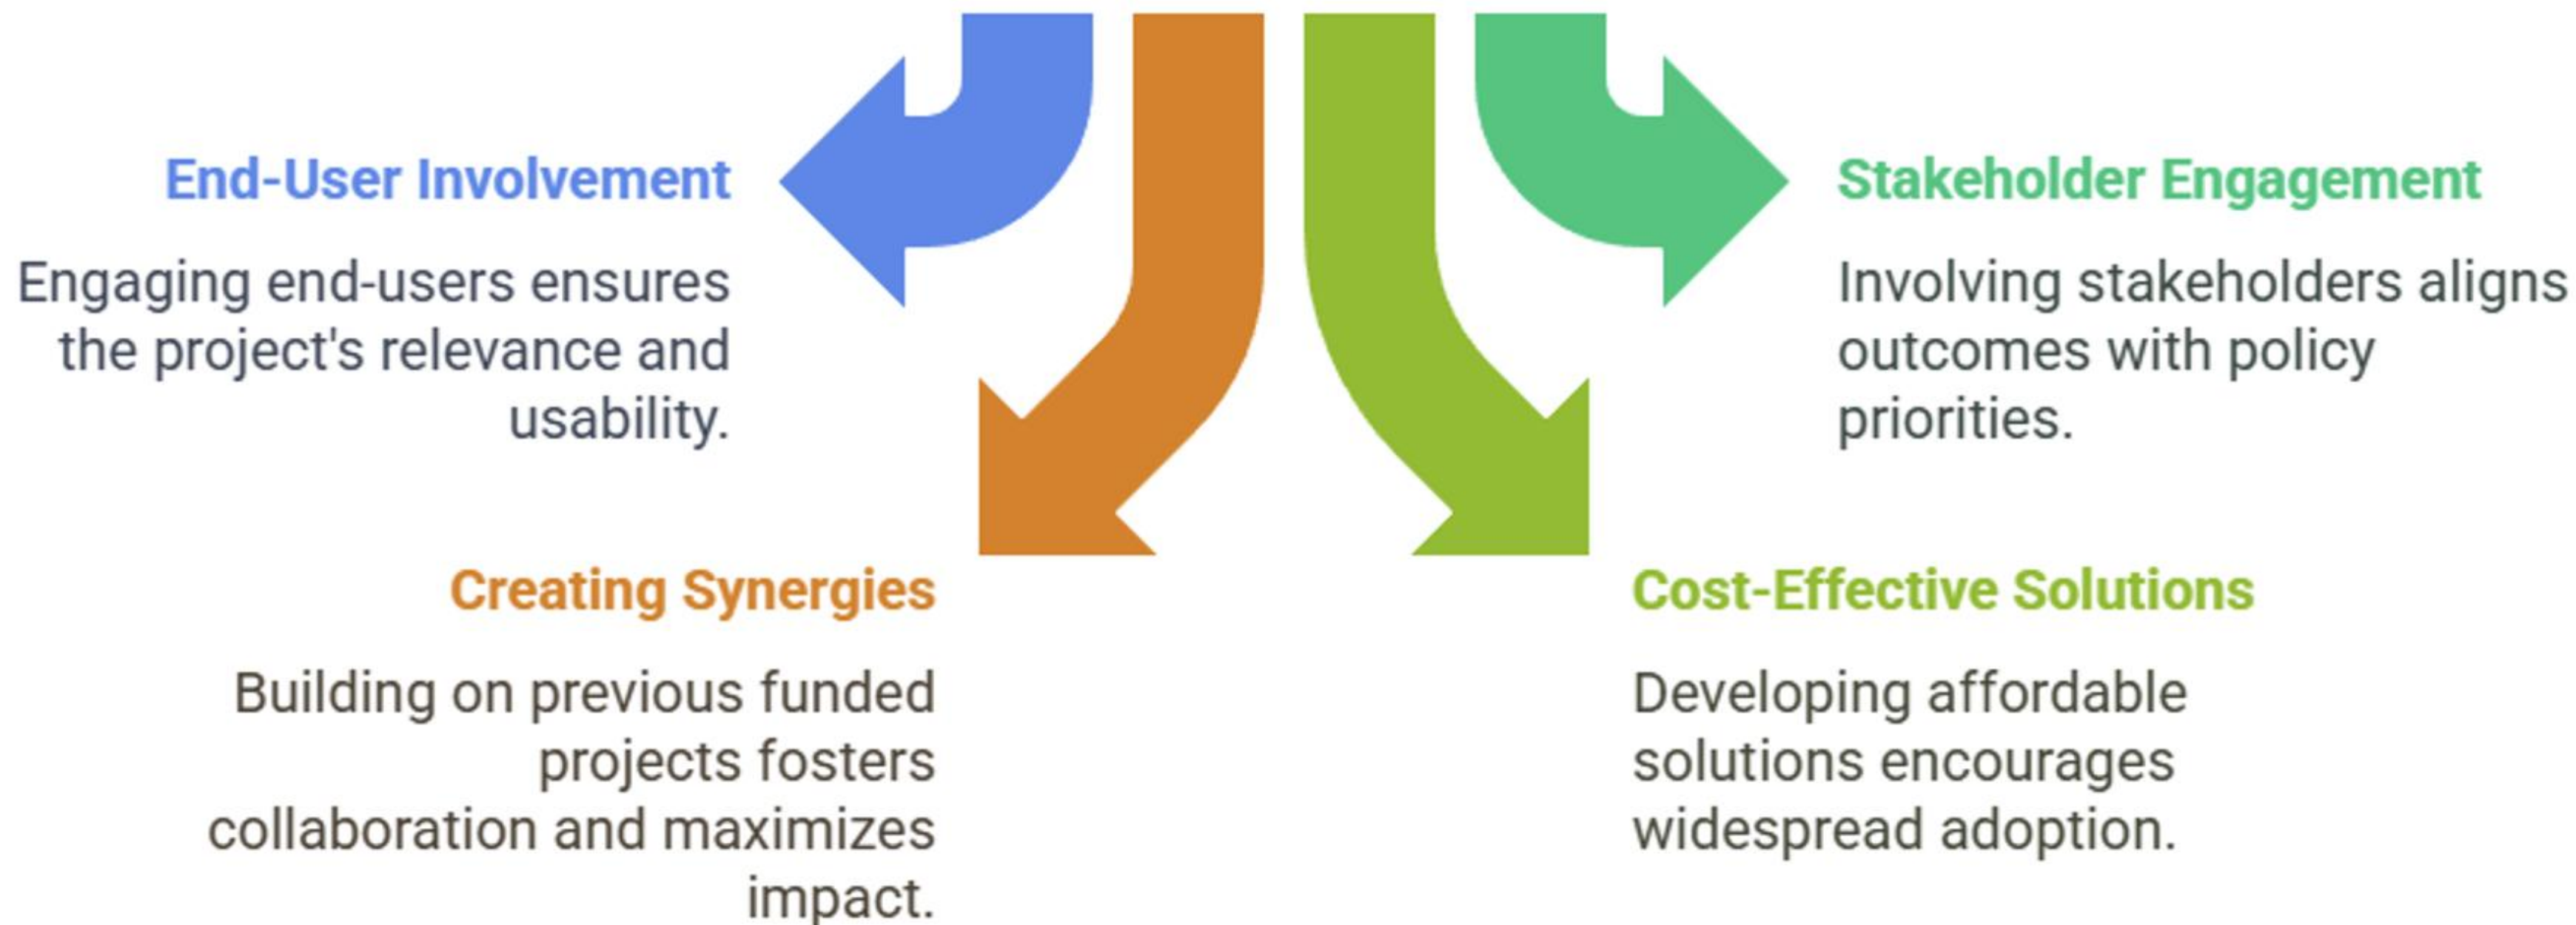 End-User Involvement
Engaging end-users ensures
the project's relevance and
usability.
Creating Synergies
Building on previous funded
projects fosters
collaboration and maximizes
impact.
Stakeholder Engagement
Involving stakeholders aligns
outcomes with policy
priorities.
Cost-Effective Solutions
Developing affordable
solutions encourages
widespread adoption.